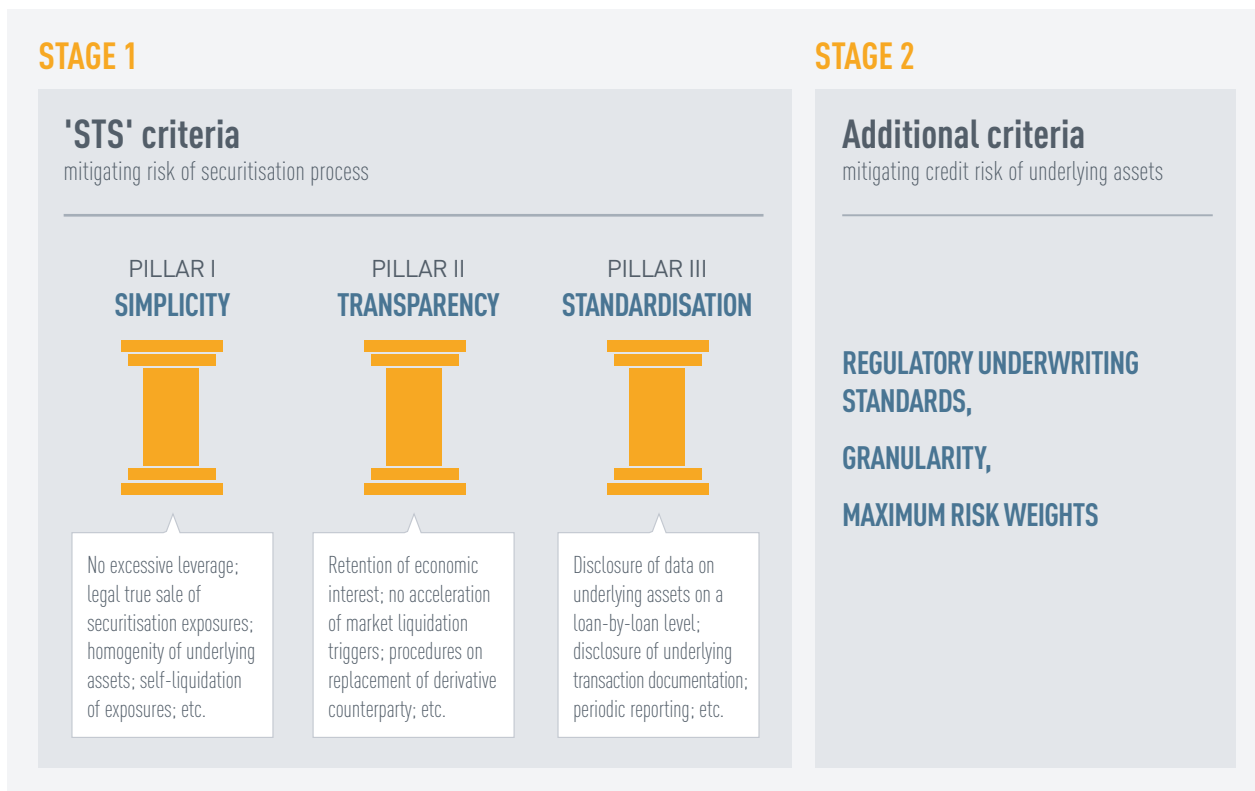 STAGE 1
'STS' criteria
mitigating risk of securitisation process
PILLAR I
SIMPLICITY
No excessive leverage;
legal true sale of
securitisation exposures;
homogenity of underlying
assets; self-liquidation
of exposures; etc.
PILLAR II
TRANSPARENCY
Retention of economic
interest; no acceleration
of market liquidation
triggers; procedures on
replacement of derivative
counterparty; etc.
PILLAR III
STANDARDISATION
Disclosure of data on
underlying assets on a
loan-by-loan level;
disclosure of underlying
transaction documentation;
periodic reporting; etc.
STAGE 2
Additional criteria
mitigating credit risk of underlying assets
REGULATORY UNDERWRITING
STANDARDS,
GRANULARITY,
MAXIMUM RISK WEIGHTS